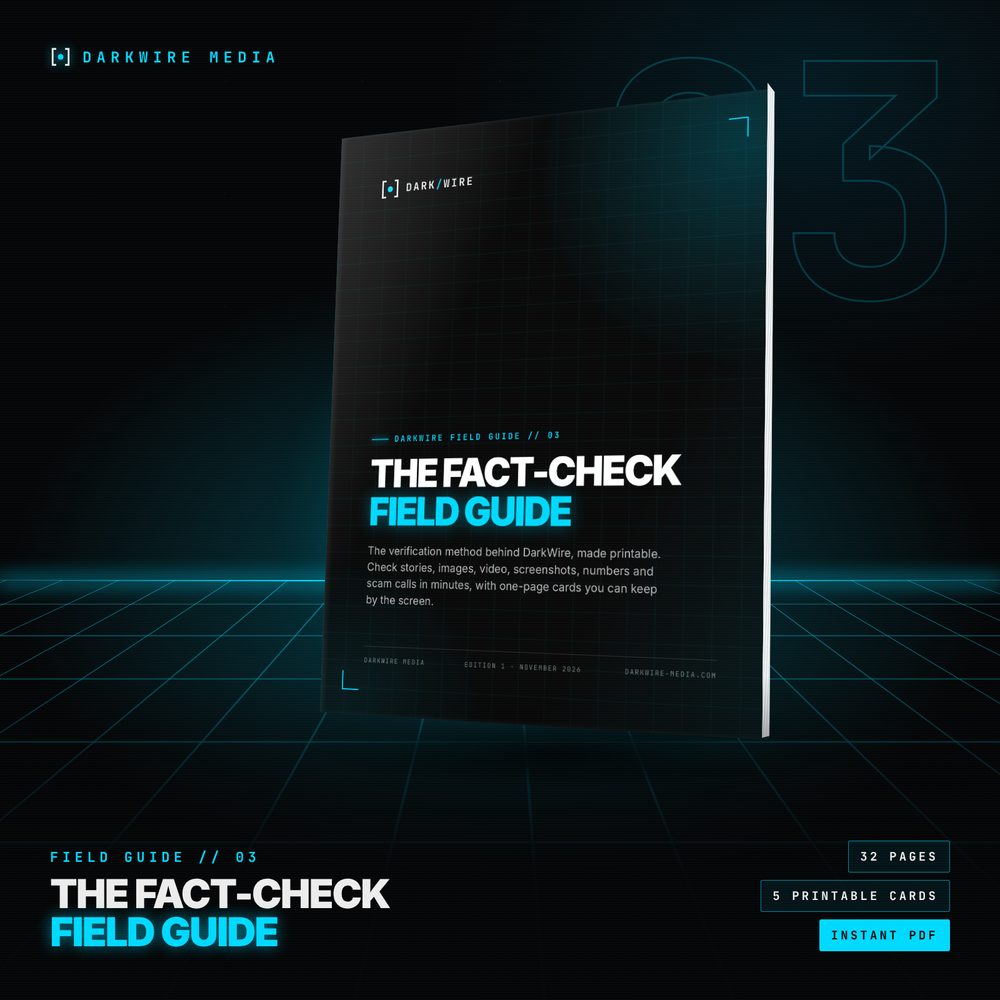 DARKWIRE MEDIA
03
DARK/WIRE
DARKWIRE FIELD GUIDE // 03
THE FACT-CHECK
FIELD GUIDE
The verification method behind DarkWire, made printable.
Check stories, images, video, screenshots, numbers and
scam calls in minutes, with one-page cards you can keep
by the screen.
DARKWIRE MEDIA
EDITION 1 - NOVEMBER 2026
DARKWIRE-MEDIA.COM
FIELD GUIDE // 03
THE FACT-CHECK
FIELD GUIDE
32 PAGES
5 PRINTABLE CARDS
INSTANT PDF